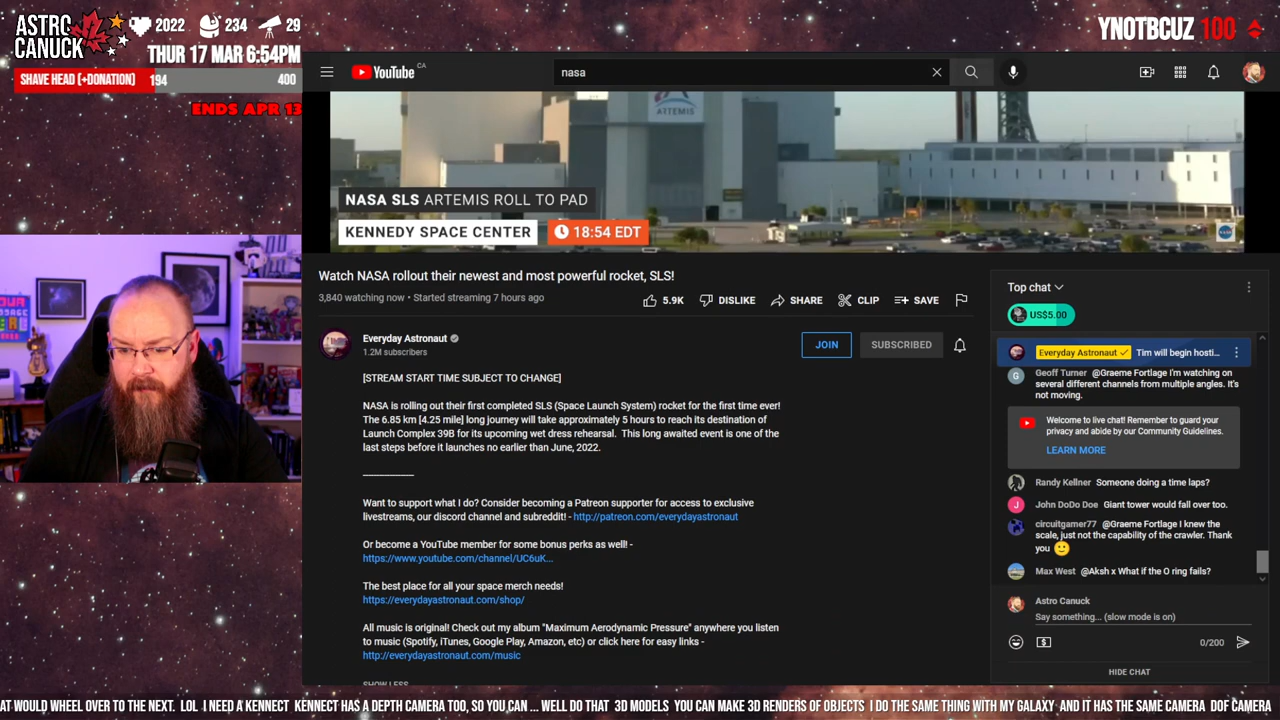 ASTRO
CANUCK
2022 234 29
THUR 17 MAR 6:54PM
SHAVE HEAD (+DONATION) 194 400
ENDS APR 13
YNOTBCUZ 100
YouTube CA
nasa
ARTEMIS
NASA SLS ARTEMIS ROLL TO PAD
KENNEDY SPACE CENTER 18:54 EDT
Watch NASA rollout their newest and most powerful rocket, SLS!
3,840 watching now • Started streaming 7 hours ago
5.9K DISLIKE SHARE CLIP SAVE
Everyday Astronaut
1.2M subscribers
JOIN SUBSCRIBED
[STREAM START TIME SUBJECT TO CHANGE]
NASA is rolling out their first completed SLS (Space Launch System) rocket for the first time ever!
The 6.85 km [4.25 mile] long journey will take approximately 5 hours to reach its destination of
Launch Complex 39B for its upcoming wet dress rehearsal. This long awaited event is one of the
last steps before it launches no earlier than June, 2022.
Want to support what I do? Consider becoming a Patreon supporter for access to exclusive
livestreams, our discord channel and subreddit! - http://patreon.com/everydayastronaut
Or become a YouTube member for some bonus perks as well! -
https://www.youtube.com/channel/UC6uK...
The best place for all your space merch needs!
https://everydayastronaut.com/shop/
All music is original! Check out my album "Maximum Aerodynamic Pressure" anywhere you listen
to music (Spotify, iTunes, Google Play, Amazon, etc) or click here for easy links -
http://everydayastronaut.com/music
SHOW LESS
Top chat
US$5.00
Everyday Astronaut Tim will begin hosti...
Geoff Turner @Graeme Fortlage I'm watching on
several different channels from multiple angles. It's
not moving.
Welcome to live chat! Remember to guard your
privacy and abide by our Community Guidelines.
LEARN MORE
Randy Kellner Someone doing a time laps?
John DoDo Doe Giant tower would fall over too.
circuitgamer77 @Graeme Fortlage I knew the
scale, just not the capability of the crawler. Thank
you 🙂
Max West @Aksh x What if the O ring fails?
Astro Canuck
Say something... (slow mode is on)
0/200
HIDE CHAT
AT WOULD WHEEL OVER TO THE NEXT. LOL I NEED A KENNECT KENNECT HAS A DEPTH CAMERA TOO, SO YOU CAN ... WELL DO THAT 3D MODELS YOU CAN MAKE 3D RENDERS OF OBJECTS I DO THE SAME THING WITH MY GALAXY AND IT HAS THE SAME CAMERA DOF CAMERA